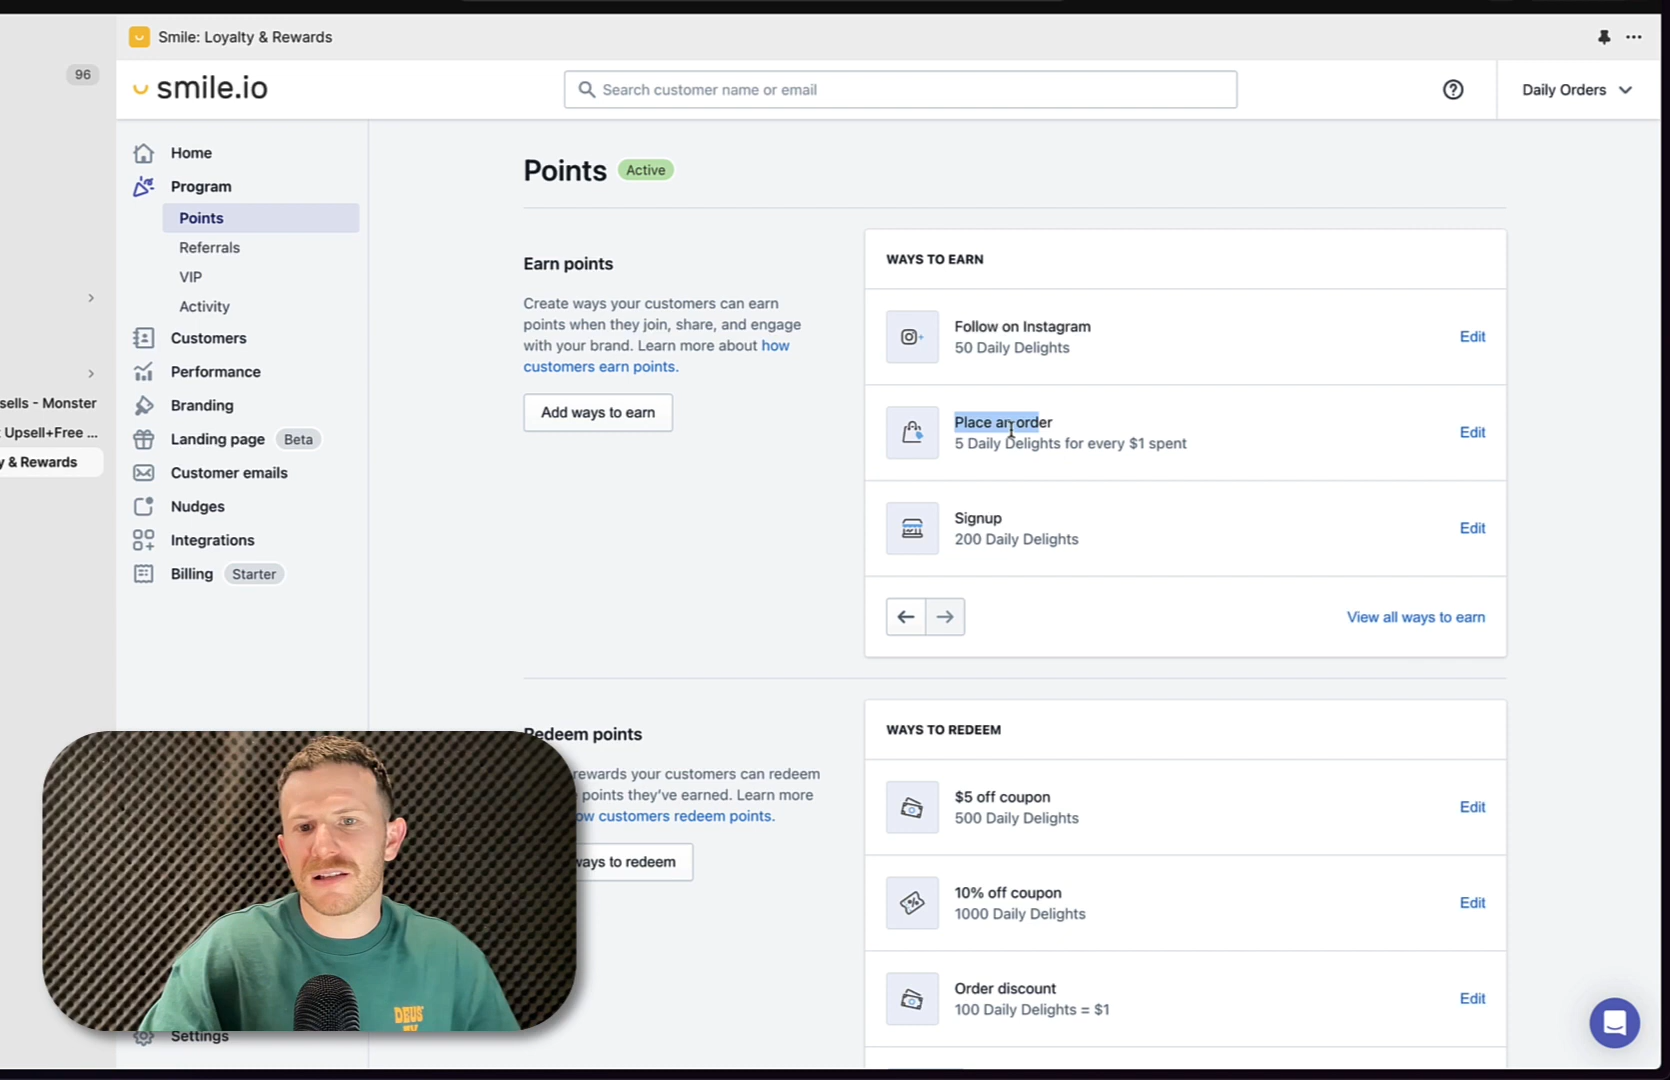 Smile: Loyalty & Rewards
96
smile.io
Search customer name or email
Daily Orders
Home
Program
Points
Referrals
VIP
Activity
Customers
Performance
Branding
Landing page Beta
Customer emails
Nudges
Integrations
Billing Starter
Settings
sells - Monster
Upsell+Free ...
y & Rewards
Points Active
Earn points
Create ways your customers can earn
points when they join, share, and engage
with your brand. Learn more about how
customers earn points.
Add ways to earn
WAYS TO EARN
Follow on Instagram
50 Daily Delights
Edit
Place an order
5 Daily Delights for every $1 spent
Edit
Signup
200 Daily Delights
Edit
View all ways to earn
Redeem points
rewards your customers can redeem
points they've earned. Learn more
ow customers redeem points.
ways to redeem
WAYS TO REDEEM
$5 off coupon
500 Daily Delights
Edit
10% off coupon
1000 Daily Delights
Edit
Order discount
100 Daily Delights = $1
Edit
DEUS